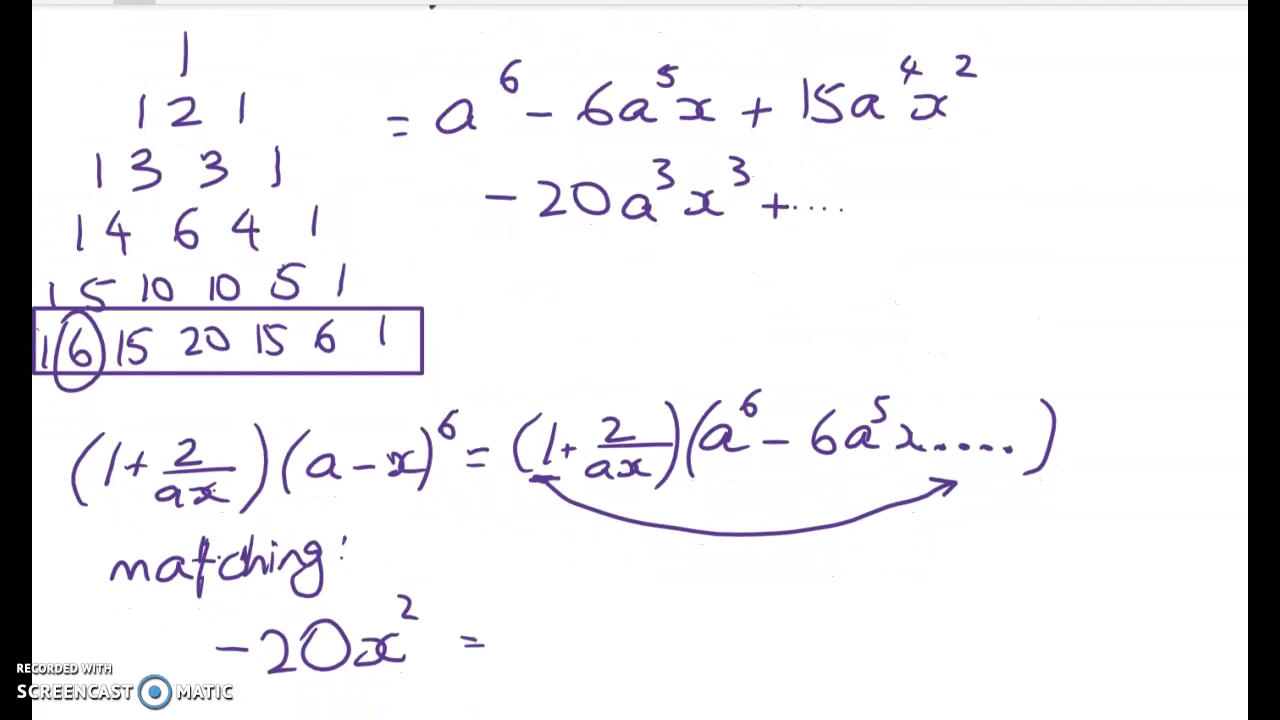 1
1 2 1
1 3 3 1
1 4 6 4 1
1 5 10 10 5 1
1 6 15 20 15 6 1
= a⁶ - 6a⁵x + 15a⁴x²
- 20a³x³ + ....
(1 + 2/ax)(a - x)⁶ = (1 + 2/ax)(a⁶ - 6a⁵x.....)
matching:
-20x² =
RECORDED WITH
SCREENCAST MATIC